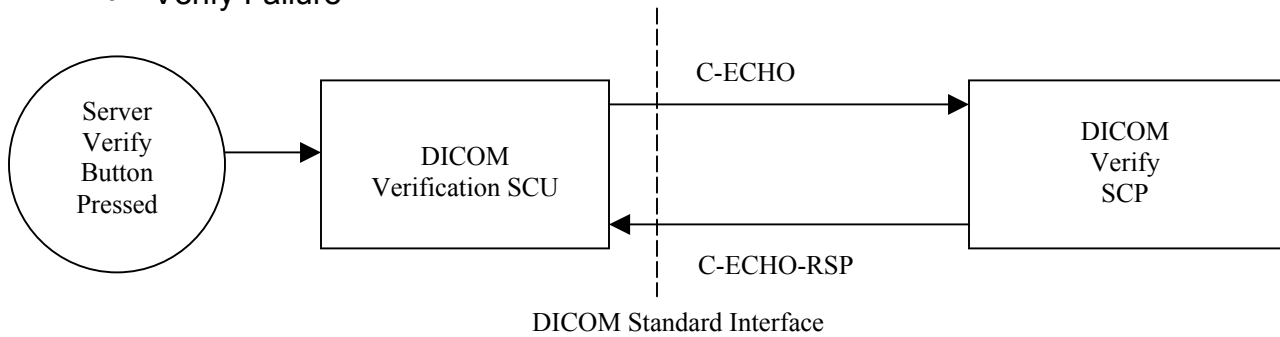 Verify Failure
C-ECHO
Server
Verify
Button
Pressed
DICOM
Verification SCU
DICOM
Verify
SCP
C-ECHO-RSP
DICOM Standard Interface